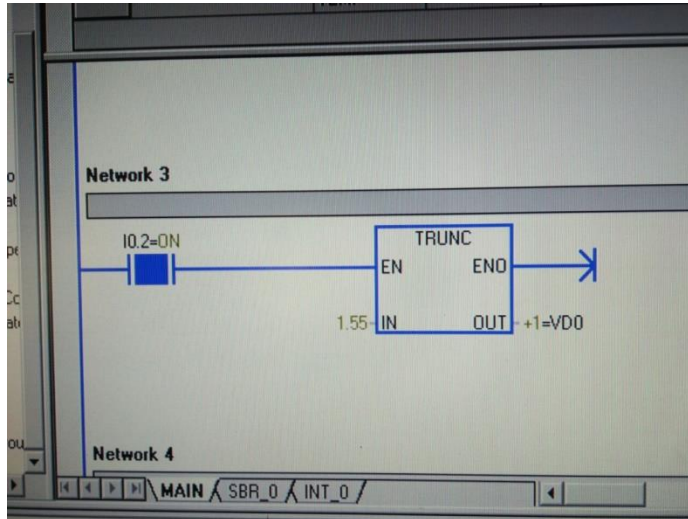 Network 3
I0.2=ON
TRUNC
EN ENO
1.55 IN OUT +1=VD0
Network 4
MAIN SBR_0 INT_0